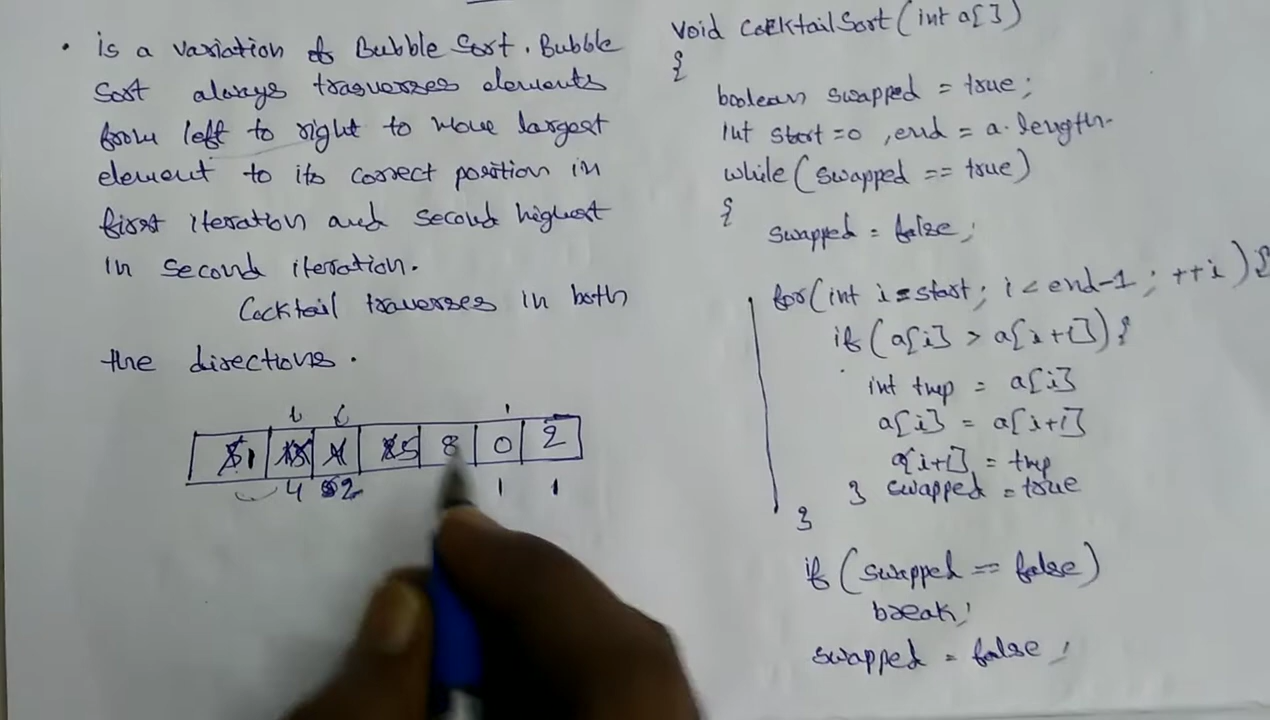 • is a variation of Bubble Sort. Bubble
Sort always traverses elements
from left to right to move largest
element to its correct position in
first iteration and second highest
in second iteration.
Cocktail traverses in both
the directions.
8 0 2
4 2 1 1
void CocktailSort (int a[])
{
boolean swapped = true;
int start = 0 , end = a.length.
while (swapped == true)
{
swapped = false;
for(int i = start; i < end-1; ++i){
if (a[i] > a[i+1]){
int tmp = a[i]
a[i] = a[i+1]
a[i+1] = tmp
} swapped = true
}
if (swapped == false)
break;
swapped = false;